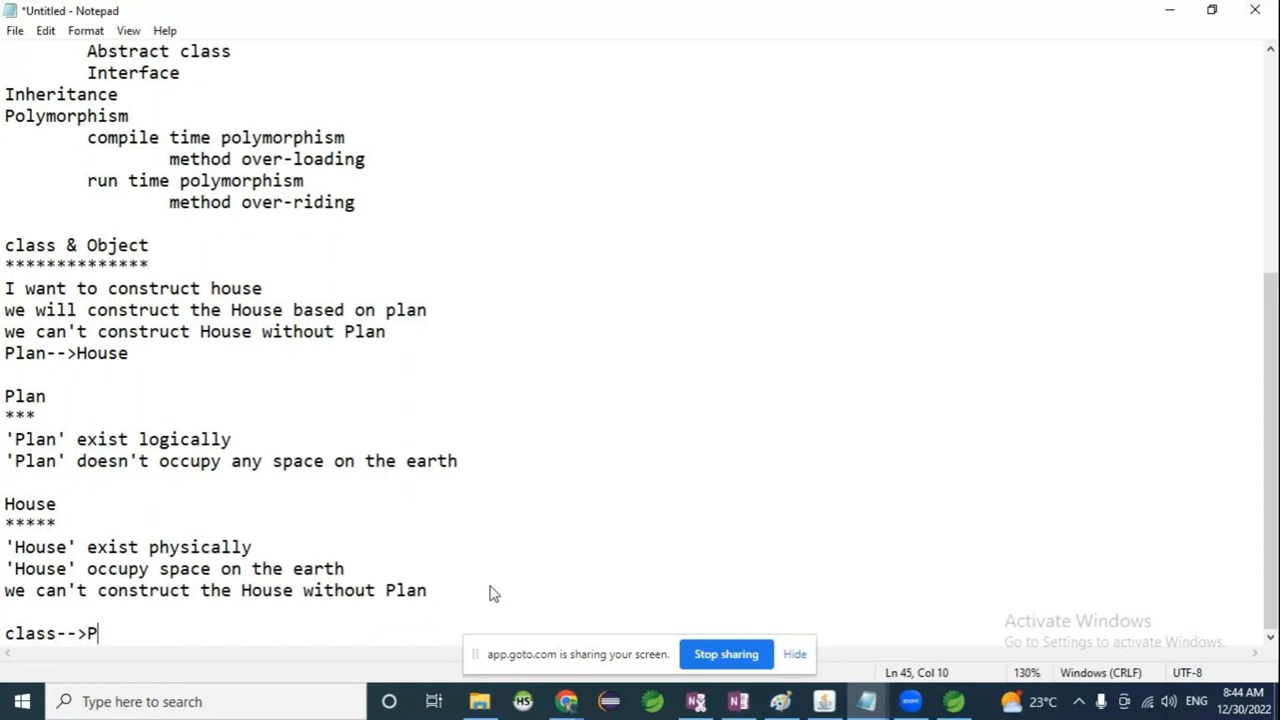 *Untitled - Notepad
File Edit Format View Help
Abstract class
Interface
Inheritance
Polymorphism
compile time polymorphism
method over-loading
run time polymorphism
method over-riding
class & Object
**************
I want to construct house
we will construct the House based on plan
we can't construct House without Plan
Plan-->House
Plan
***
'Plan' exist logically
'Plan' doesn't occupy any space on the earth
House
*****
'House' exist physically
'House' occupy space on the earth
we can't construct the House without Plan
class-->P
app.goto.com is sharing your screen. Stop sharing Hide
Activate Windows
Go to Settings to activate Windows.
Ln 45, Col 10 130% Windows (CRLF) UTF-8
Type here to search HS 23°C ENG 8:44 AM
12/30/2022